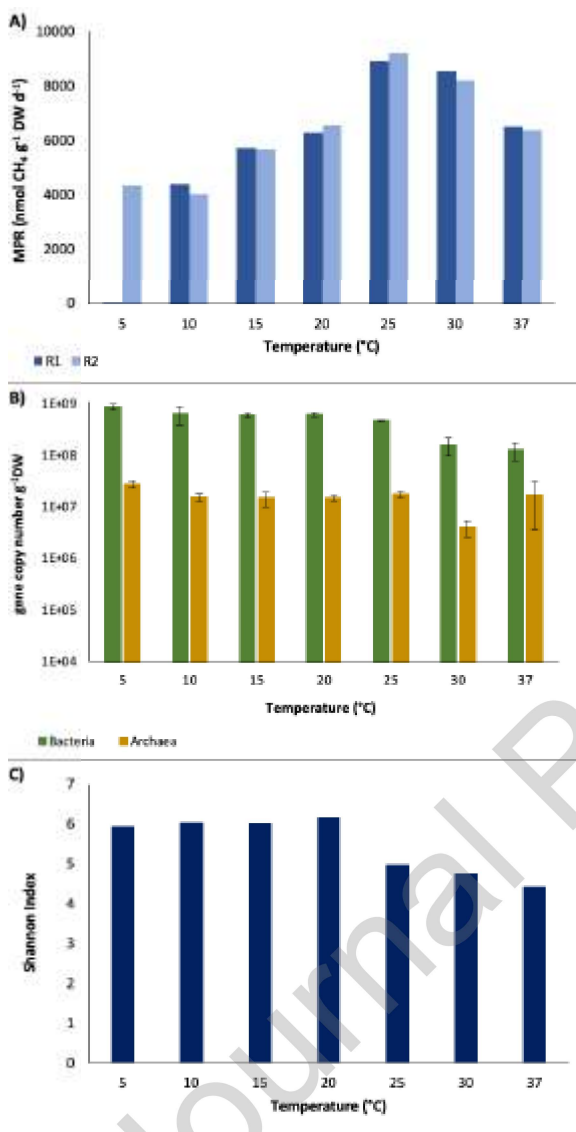 A)
10000
8000
6000
4000
2000
0
MPR (nmol CH₄ g⁻¹ DW d⁻¹)
5 10 15 20 25 30 37
Temperature (°C)
R1 R2
B)
1E+09
1E+08
1E+07
1E+06
1E+05
1E+04
gene copy number g⁻¹DW
5 10 15 20 25 30 37
Temperature (°C)
Bacteria Archaea
C)
7
6
5
4
3
2
1
0
Shannon Index
5 10 15 20 25 30 37
Temperature (°C)
Journal P